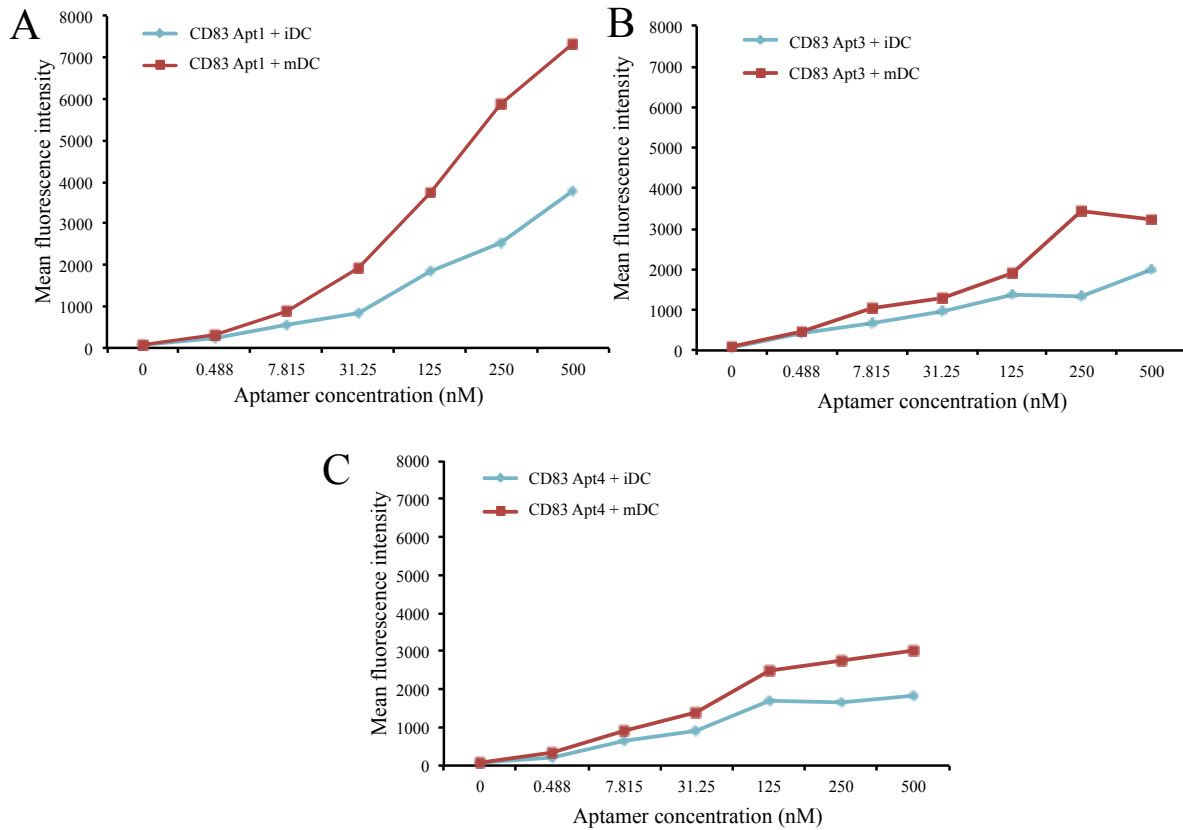 A
CD83 Apt1 + iDC
CD83 Apt1 + mDC
Mean fluorescence intensity
8000
7000
6000
5000
4000
3000
2000
1000
0
0 0.488 7.815 31.25 125 250 500
Aptamer concentration (nM)
B
CD83 Apt3 + iDC
CD83 Apt3 + mDC
Mean fluorescence intensity
8000
7000
6000
5000
4000
3000
2000
1000
0
0 0.488 7.815 31.25 125 250 500
Aptamer concentration (nM)
C
CD83 Apt4 + iDC
CD83 Apt4 + mDC
Mean fluorescence intensity
8000
7000
6000
5000
4000
3000
2000
1000
0
0 0.488 7.815 31.25 125 250 500
Aptamer concentration (nM)